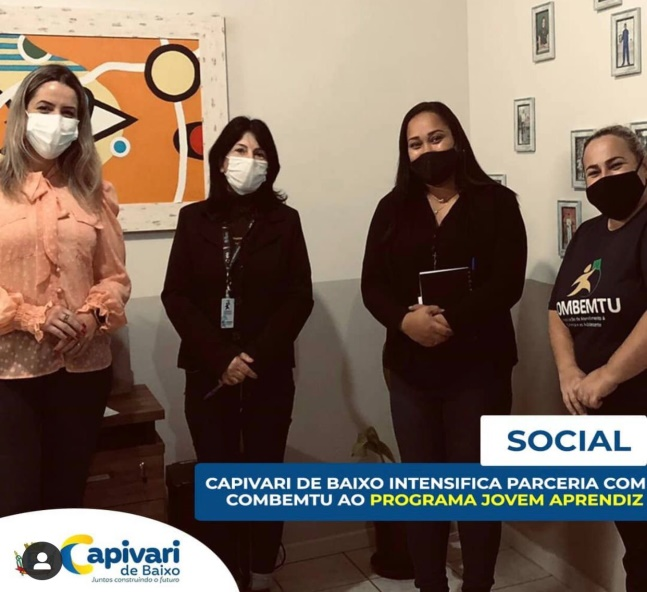 OMBEMTU
SOCIAL
CAPIVARI DE BAIXO INTENSIFICA PARCERIA COM
COMBEMTU AO PROGRAMA JOVEM APRENDIZ
Capivari
de Baixo
Juntos construindo o futuro